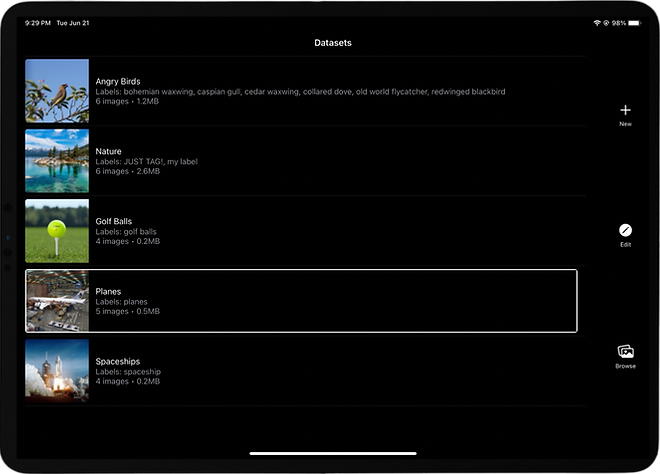 9:29 PM Tue Jun 21
98%
Datasets
Angry Birds
Labels: bohemian waxwing, caspian gull, cedar waxwing, collared dove, old world flycatcher, redwinged blackbird
6 images • 1.2MB
New
Nature
Labels: JUST TAG!, my label
6 images • 2.6MB
Golf Balls
Labels: golf balls
4 images • 0.2MB
Edit
Planes
Labels: planes
5 images • 0.5MB
Spaceships
Labels: spaceship
4 images • 0.2MB
Browse